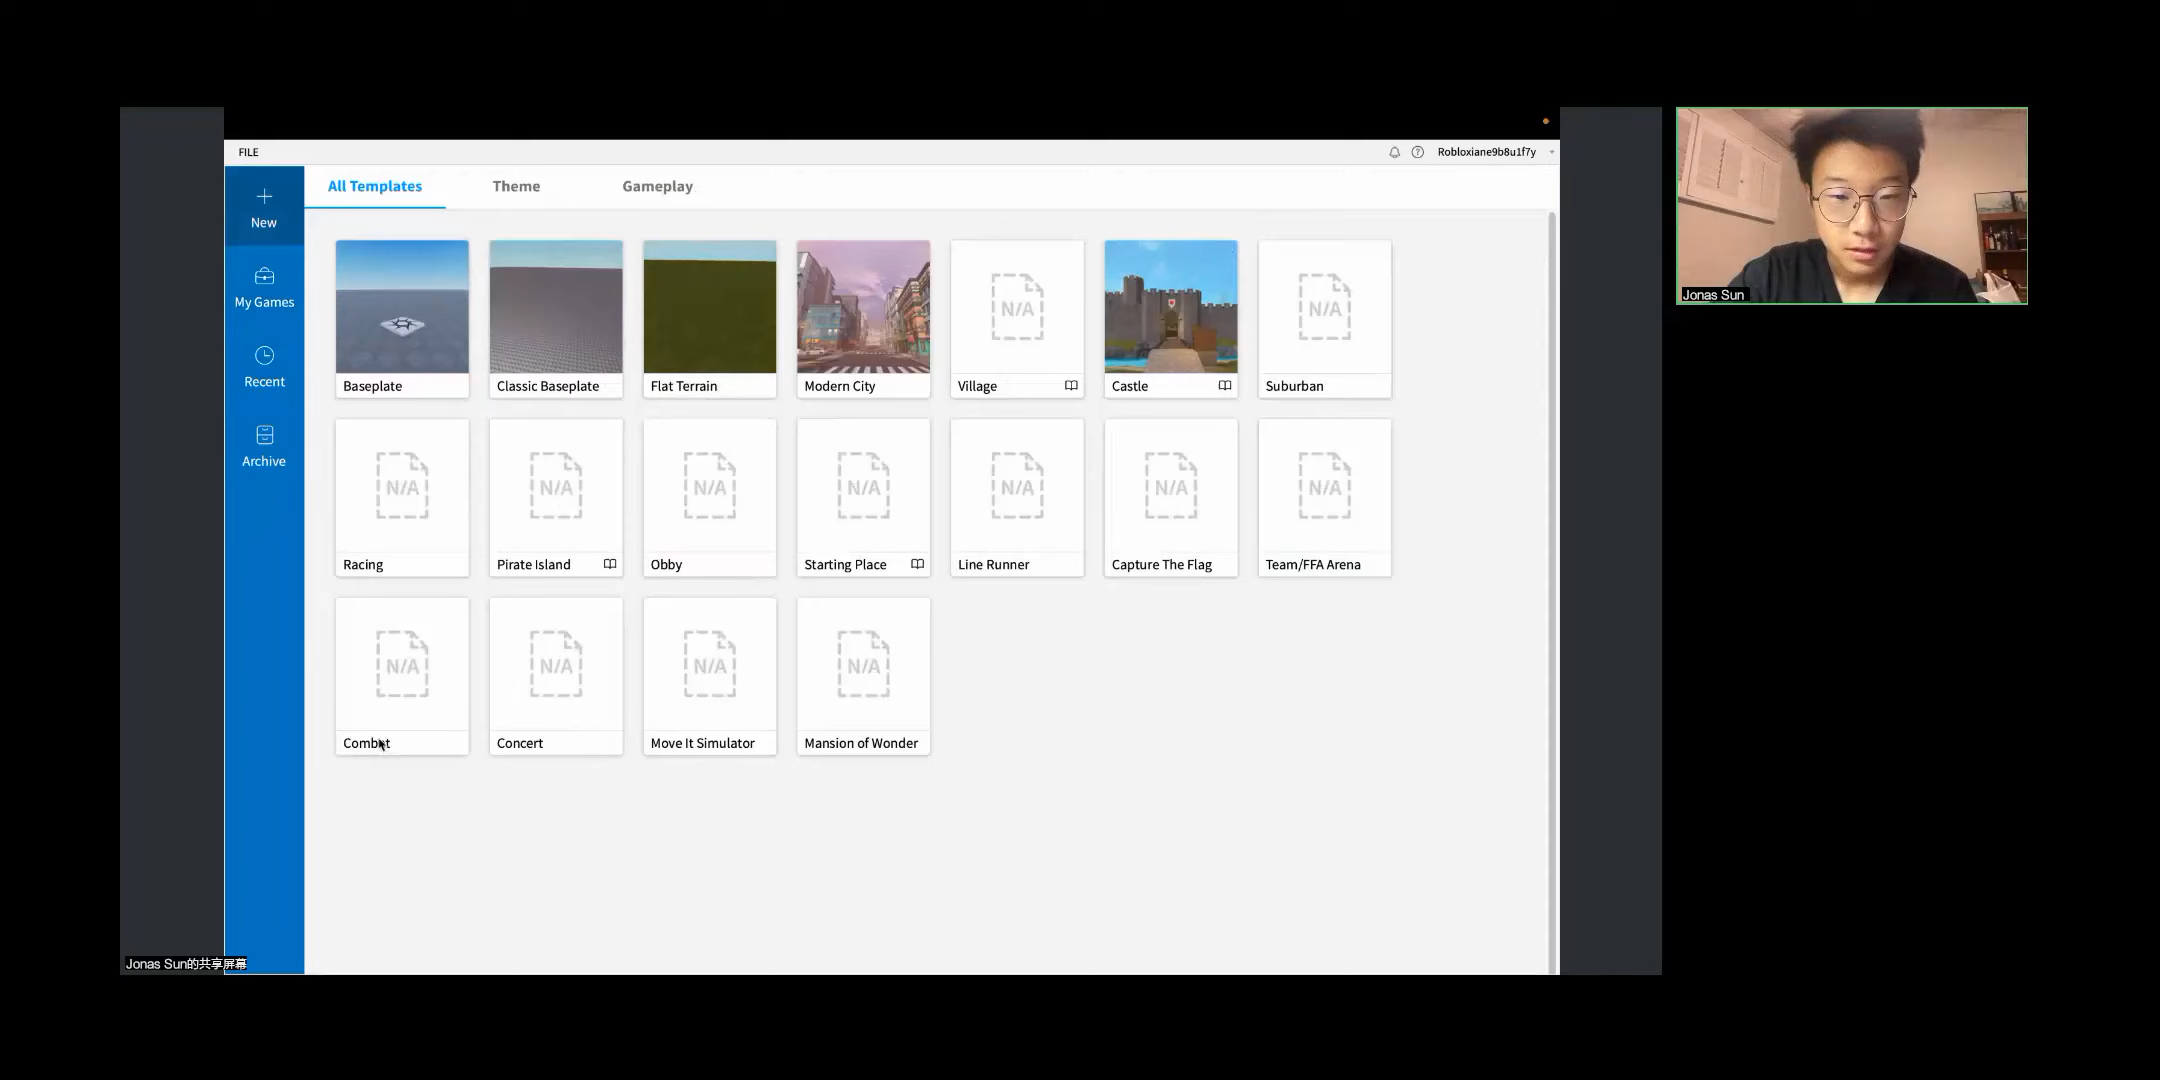 FILE
Robloxiane9b8u1f7y
All Templates
Theme
Gameplay
New
My Games
Recent
Archive
Baseplate
Classic Baseplate
Flat Terrain
Modern City
N/A
Village
Castle
N/A
Suburban
N/A
Racing
N/A
Pirate Island
N/A
Obby
N/A
Starting Place
N/A
Line Runner
N/A
Capture The Flag
N/A
Team/FFA Arena
N/A
Combat
N/A
Concert
N/A
Move It Simulator
N/A
Mansion of Wonder
Jonas Sun的共享屏幕
Jonas Sun